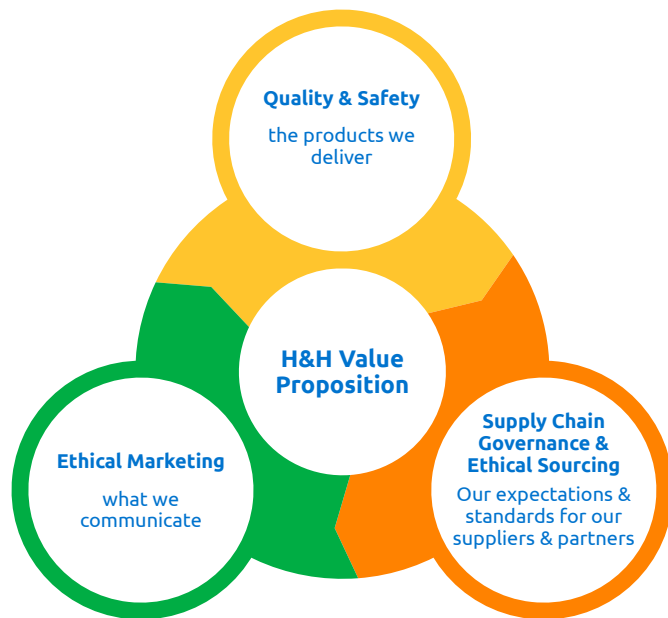 Quality & Safety
the products we
deliver
H&H Value
Proposition
Ethical Marketing
what we
communicate
Supply Chain
Governance &
Ethical Sourcing
Our expectations &
standards for our
suppliers & partners